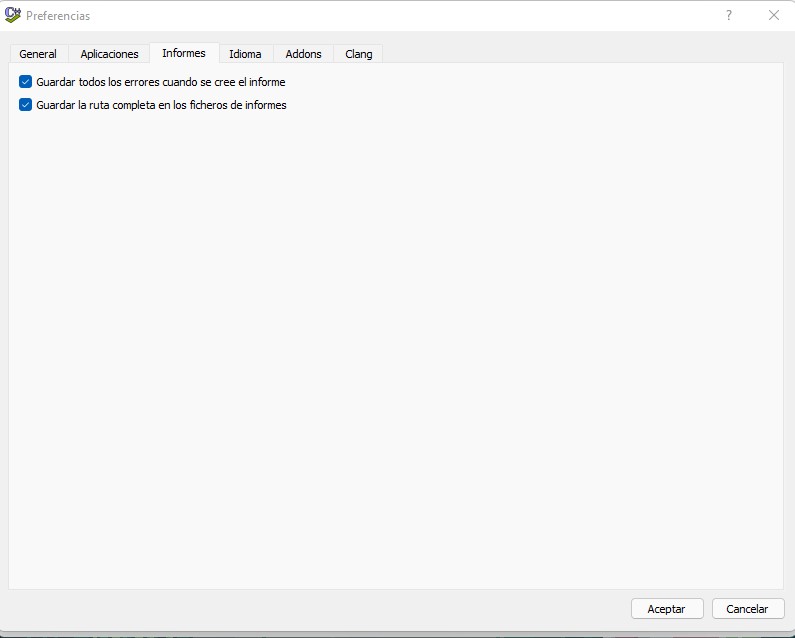 Preferencias
?
General Aplicaciones Informes Idioma Addons Clang
Guardar todos los errores cuando se cree el informe
Guardar la ruta completa en los ficheros de informes
Aceptar Cancelar